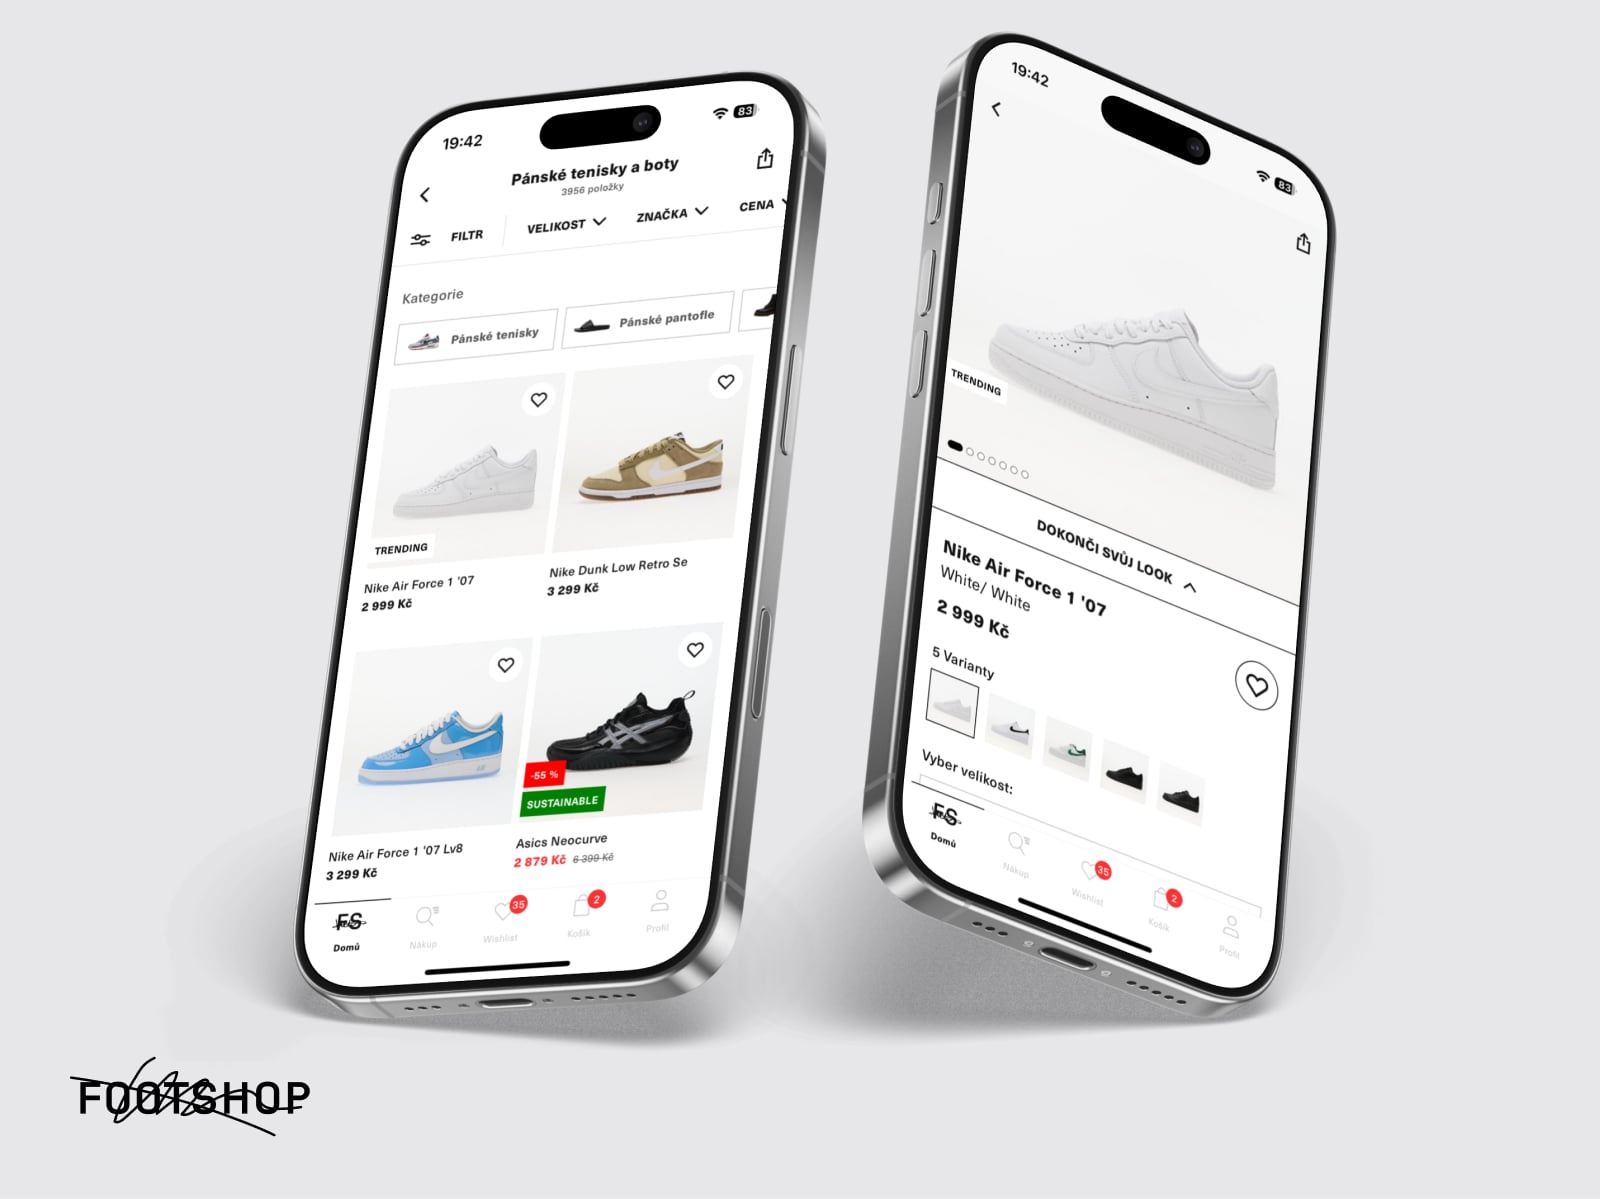 19:42
83
Pánské tenisky a boty
3956 položky
FILTR
VELIKOST
ZNAČKA
CENA
Kategorie
Pánské tenisky
Pánské pantofle
TRENDING
Nike Air Force 1 '07
2 999 Kč
Nike Dunk Low Retro Se
3 299 Kč
-55 %
SUSTAINABLE
Nike Air Force 1 '07 Lv8
3 299 Kč
Asics Neocurve
2 879 Kč 6 399 Kč
FS
35
2
Domů
Nákup
Wishlist
Košík
Profil
19:42
83
TRENDING
DOKONČI SVŮJ LOOK
Nike Air Force 1 '07
White/ White
2 999 Kč
5 Varianty
Vyber velikost:
FS
35
2
Domů
Nákup
Wishlist
Košík
Profil
FOOTSHOP